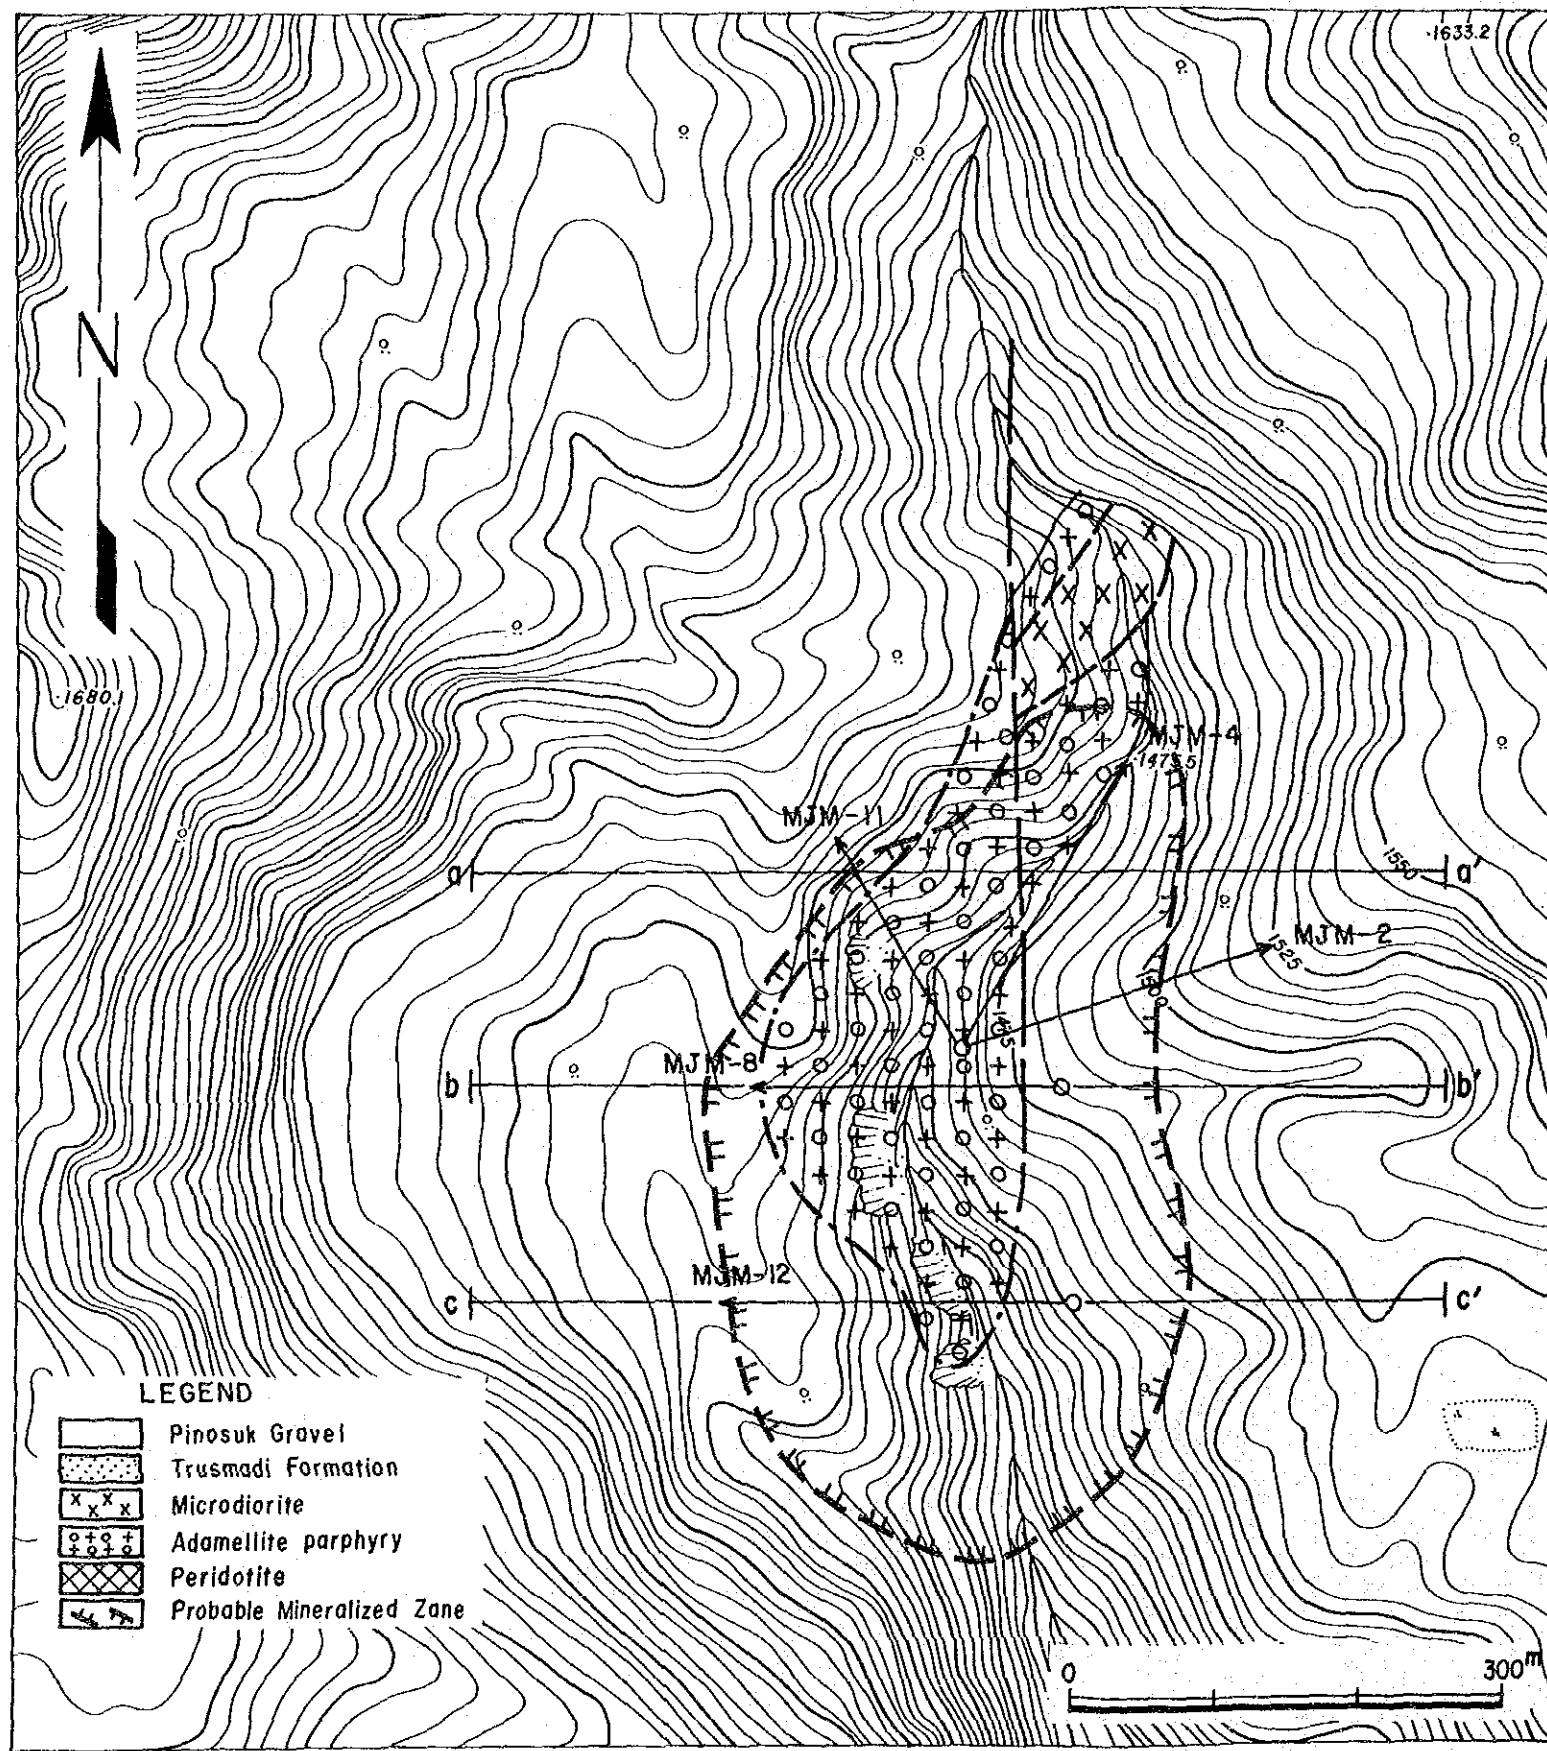 ·1633.2
N
·1680.1
MJM-4
·1475.5
MJM-11
1550
a
a'
MJM-2
1525
1500
MJM-8
b
b'
MJM-12
c
c'
LEGEND
Pinosuk Gravel
Trusmadi Formation
Microdiorite
Adamellite parphyry
Peridotite
Probable Mineralized Zane
0
300m